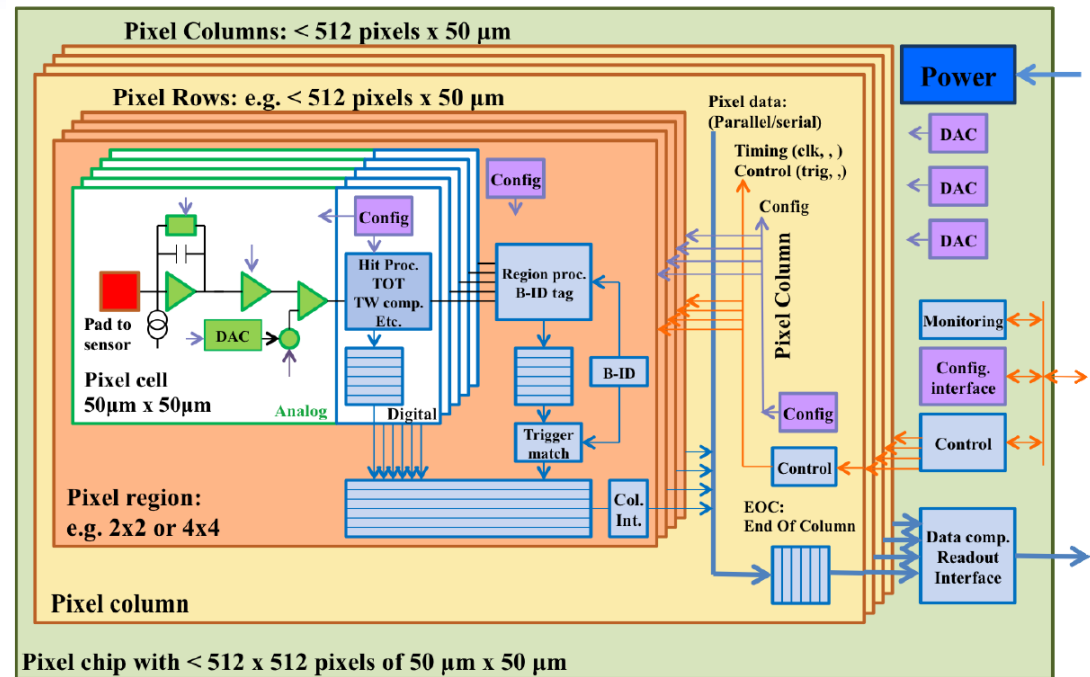 Pixel Columns: < 512 pixels x 50 µm
Power
Pixel Rows: e.g. < 512 pixels x 50 µm
Pixel data:
(Parallel/serial)
DAC
Timing (clk, , )
Control (trig, ,)
Config
DAC
Config
Config
DAC
Hit Proc.
TOT
TW comp.
Etc.
Region proc.
B-ID tag
Pixel Column
Pad to
sensor
DAC
Monitoring
Pixel cell
50µm x 50µm
B-ID
Config.
interface
Analog
Digital
Config
Trigger
match
Control
Control
Pixel region:
e.g. 2x2 or 4x4
Col.
Int.
EOC:
End Of Column
Data comp.
Readout
Interface
Pixel column
Pixel chip with < 512 x 512 pixels of 50 µm x 50 µm